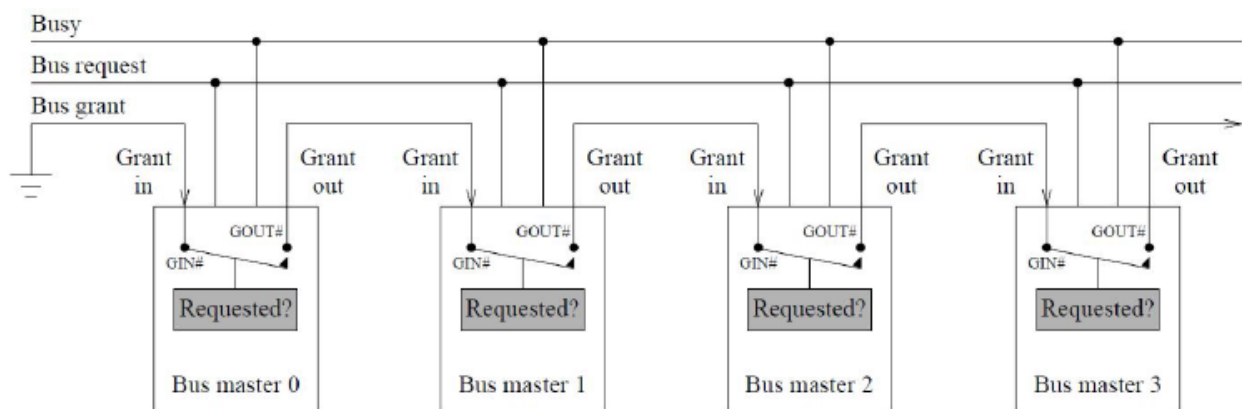 Busy
Bus request
Bus grant
Grant in
Grant out
Grant in
Grant out
Grant in
Grant out
Grant in
Grant out
GOUT#
GIN#
GOUT#
GIN#
GOUT#
GIN#
GOUT#
GIN#
Requested?
Requested?
Requested?
Requested?
Bus master 0
Bus master 1
Bus master 2
Bus master 3